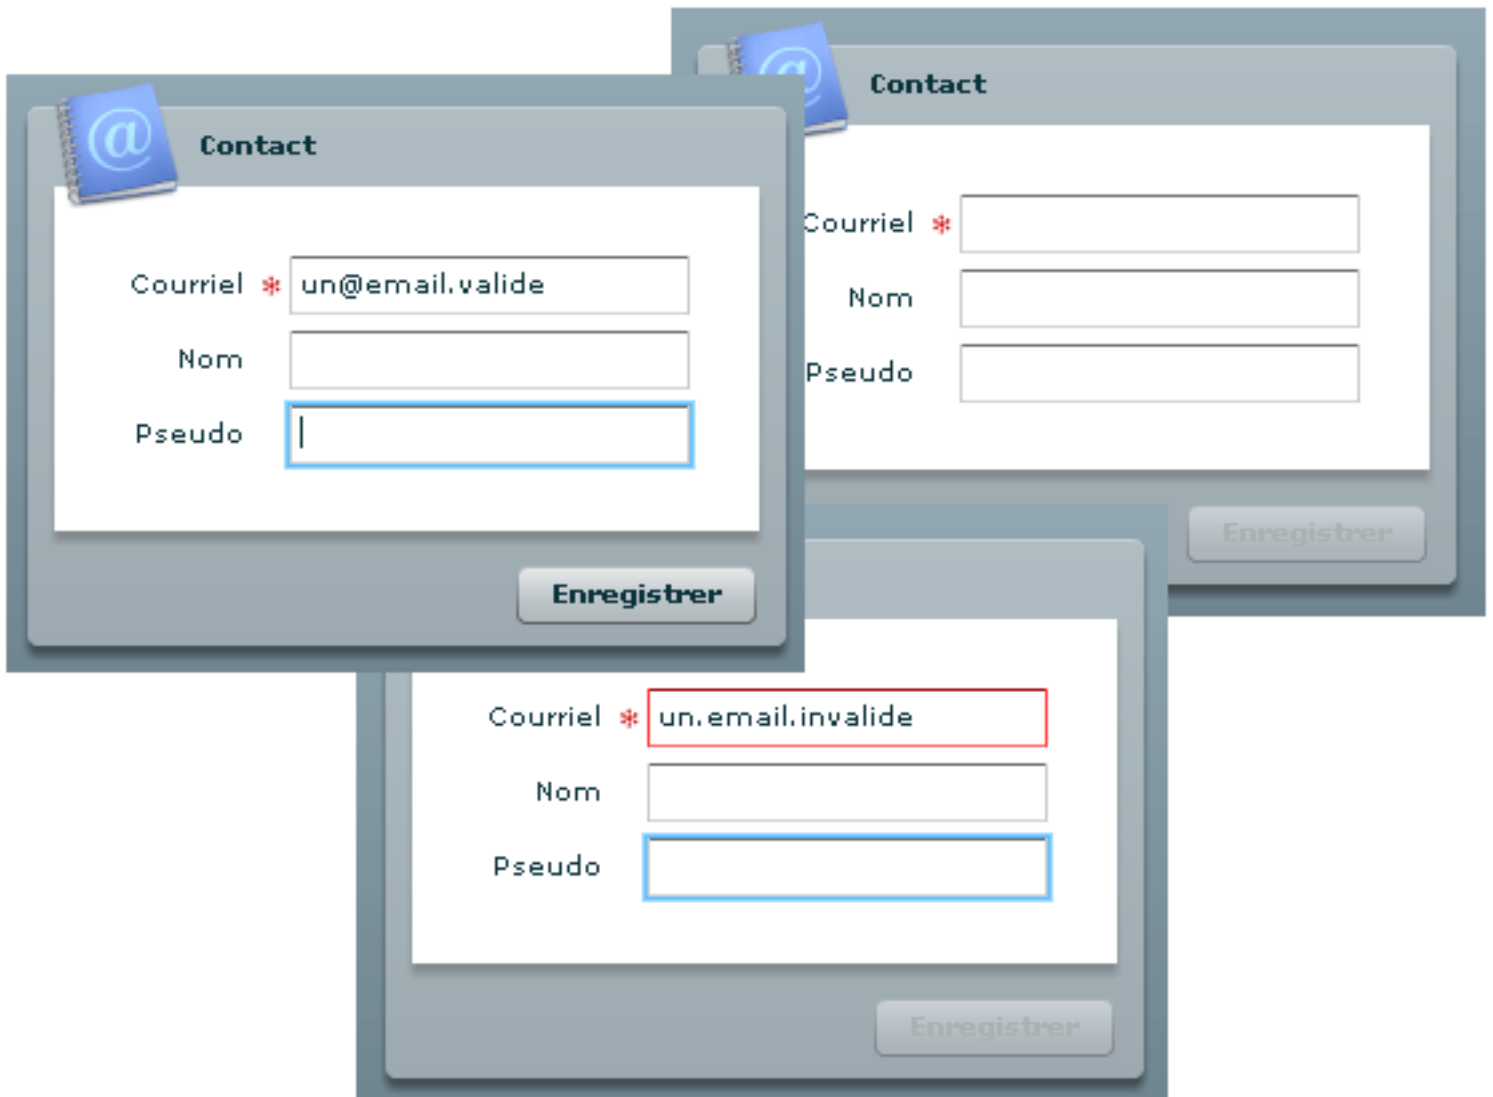 Contact
Courriel * un@email.valide
Nom
Pseudo
Enregistrer
Contact
Courriel *
Nom
Pseudo
Enregistrer
Courriel * un.email.invalide
Nom
Pseudo
Enregistrer